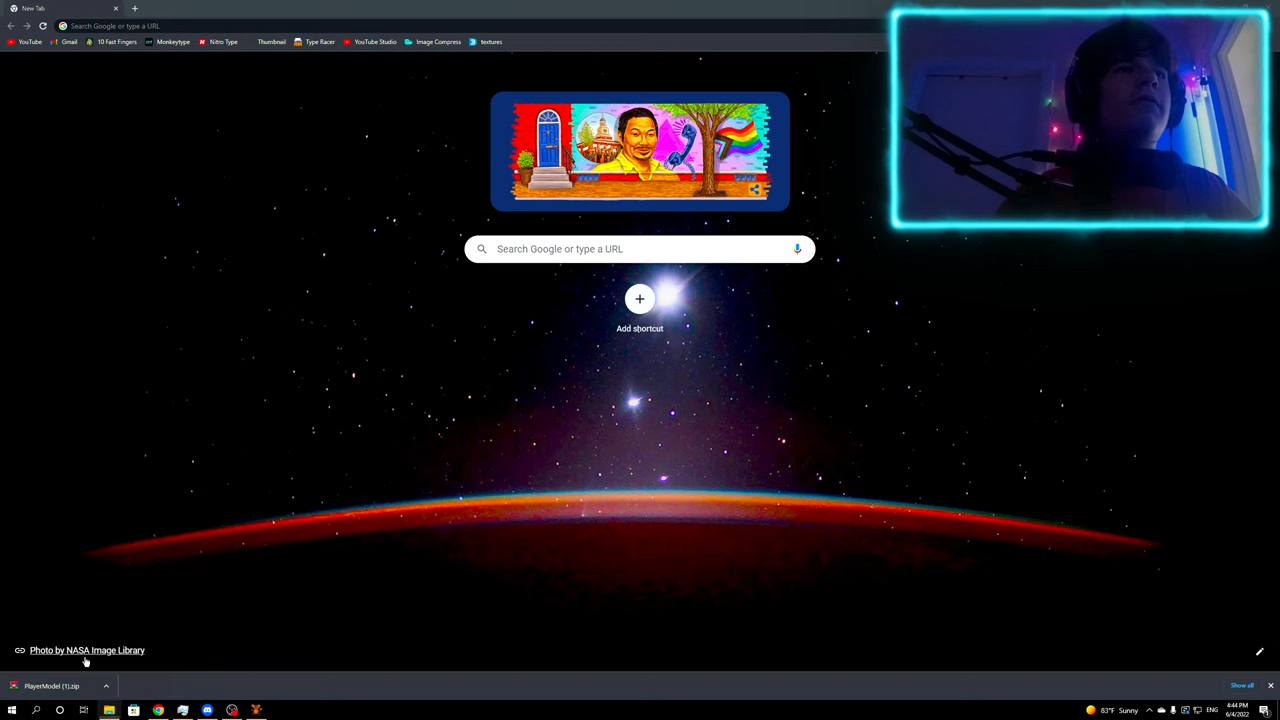 New Tab
Search Google or type a URL
YouTube
Gmail
10 Fast Fingers
Monkeytype
Nitro Type
Thumbnail
Type Racer
YouTube Studio
Image Compress
textures
Search Google or type a URL
Add shortcut
Photo by NASA Image Library
PlayerModel (1).zip
Show all
83°F Sunny
ENG
4:44 PM
6/4/2022